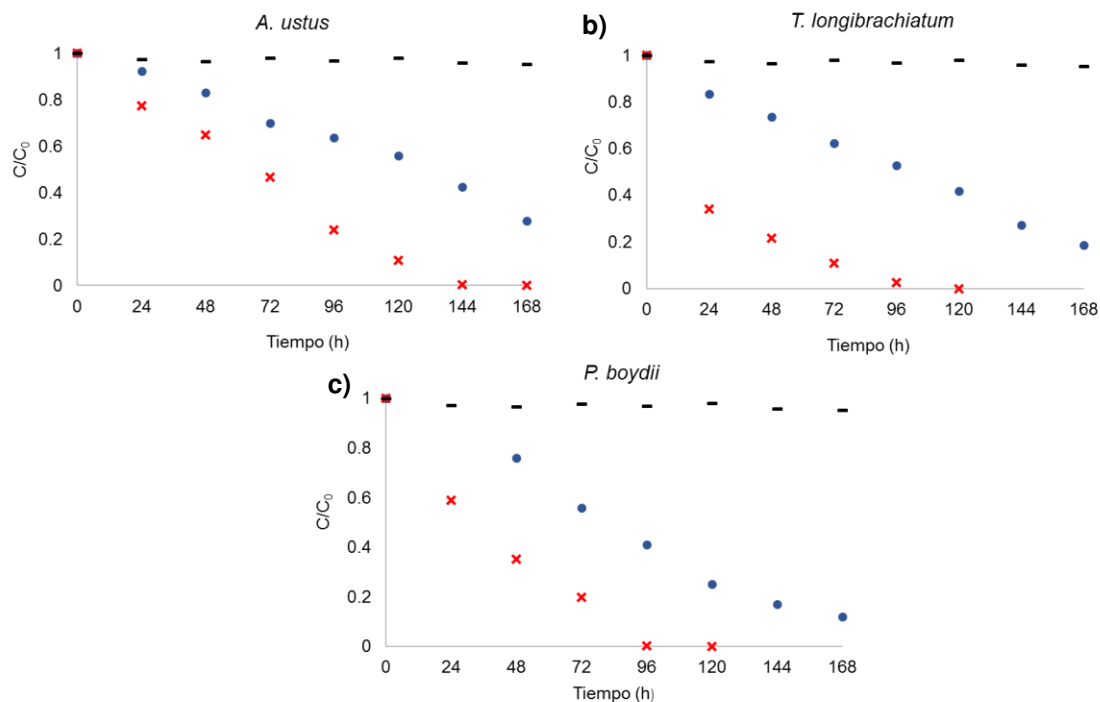 A. ustus
1
0.8
0.6
0.4
0.2
0
C/C₀
0 24 48 72 96 120 144 168
Tiempo (h)
b)
T. longibrachiatum
1
0.8
0.6
0.4
0.2
0
C/C₀
0 24 48 72 96 120 144 168
Tiempo (h)
c)
P. boydii
1
0.8
0.6
0.4
0.2
0
C/C₀
0 24 48 72 96 120 144 168
Tiempo (h)